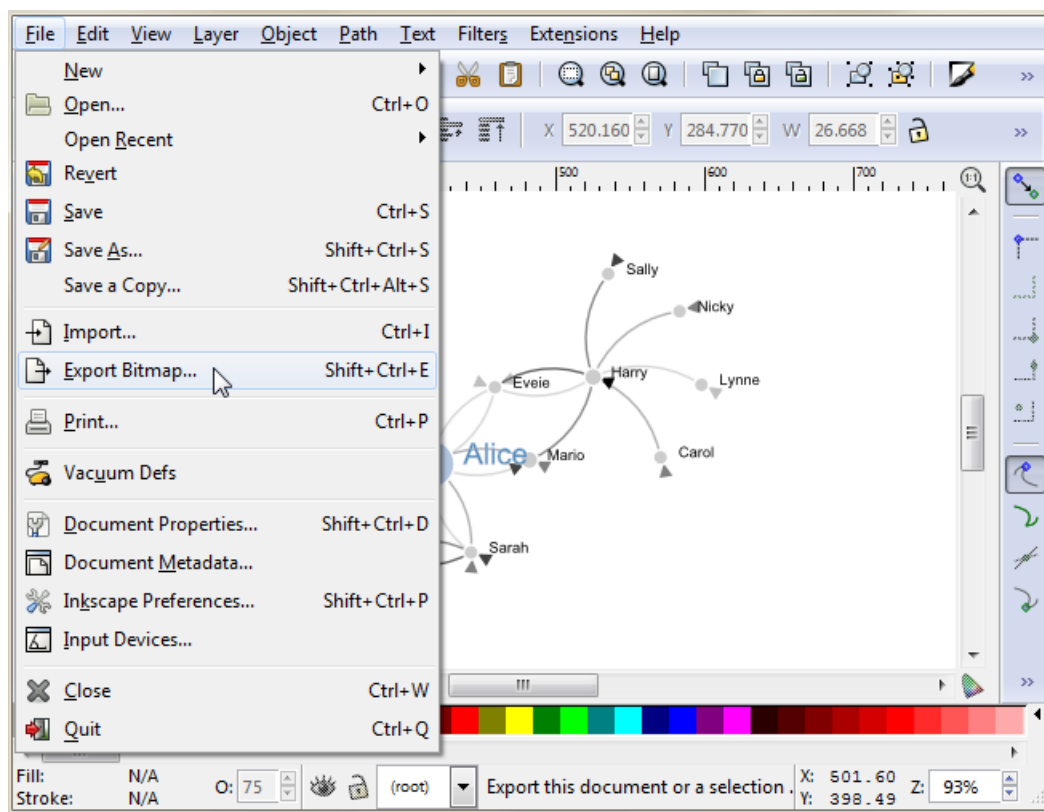 File Edit View Layer Object Path Text Filters Extensions Help
New
Open... Ctrl+O
Open Recent
Revert
Save Ctrl+S
Save As... Shift+Ctrl+S
Save a Copy... Shift+Ctrl+Alt+S
Import... Ctrl+I
Export Bitmap... Shift+Ctrl+E
Print... Ctrl+P
Vacuum Defs
Document Properties... Shift+Ctrl+D
Document Metadata...
Inkscape Preferences... Shift+Ctrl+P
Input Devices...
Close Ctrl+W
Quit Ctrl+Q
X 520.160 Y 284.770 W 26.668
500 600 700
1:1
Sally
Nicky
Harry
Eveie
Lynne
Alice
Mario
Carol
Sarah
Fill: N/A
Stroke: N/A
O: 75
(root)
Export this document or a selection .
X: 501.60
Y: 398.49
Z: 93%